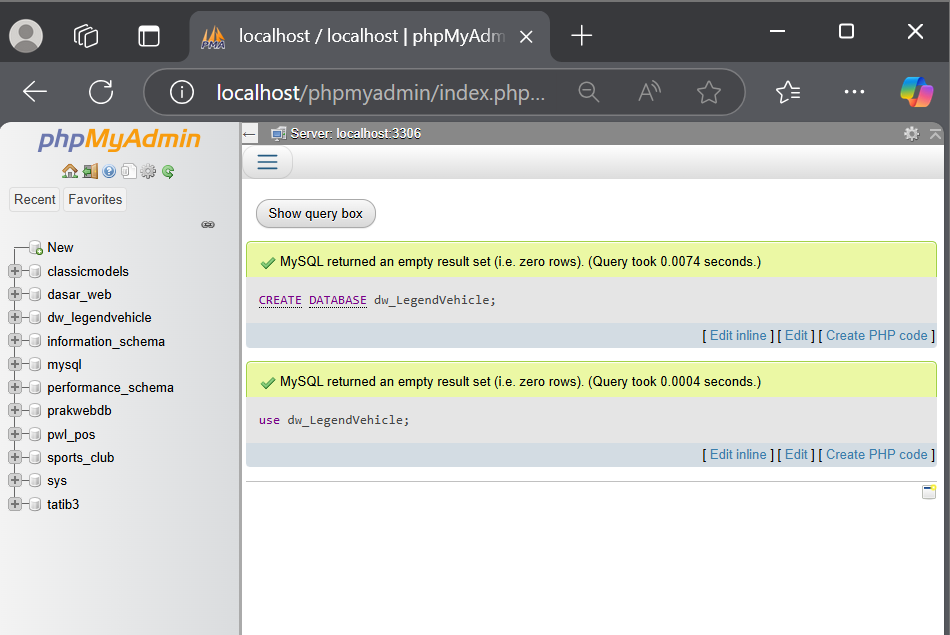 localhost / localhost | phpMyAdm
localhost/phpmyadmin/index.php...
phpMyAdmin
Server: localhost:3306
Recent
Favorites
New
classicmodels
dasar_web
dw_legendvehicle
information_schema
mysql
performance_schema
prakwebdb
pwl_pos
sports_club
sys
tatib3
Show query box
MySQL returned an empty result set (i.e. zero rows). (Query took 0.0074 seconds.)
CREATE DATABASE dw_LegendVehicle;
[ Edit inline ] [ Edit ] [ Create PHP code ]
MySQL returned an empty result set (i.e. zero rows). (Query took 0.0004 seconds.)
use dw_LegendVehicle;
[ Edit inline ] [ Edit ] [ Create PHP code ]